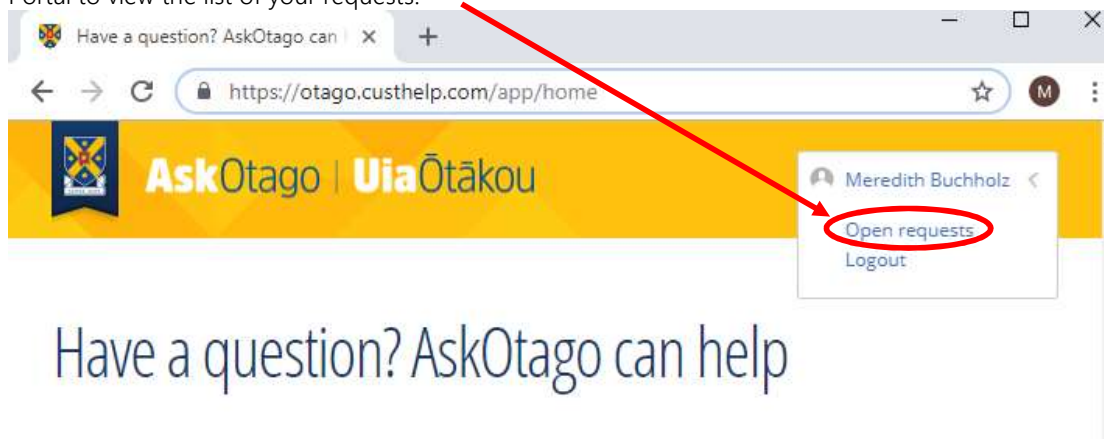 Portal to view the list of your requests.
Have a question? AskOtago can
https://otago.custhelp.com/app/home
M
AskOtago | UiaŌtākou
Meredith Buchholz
Open requests
Logout
Have a question? AskOtago can help